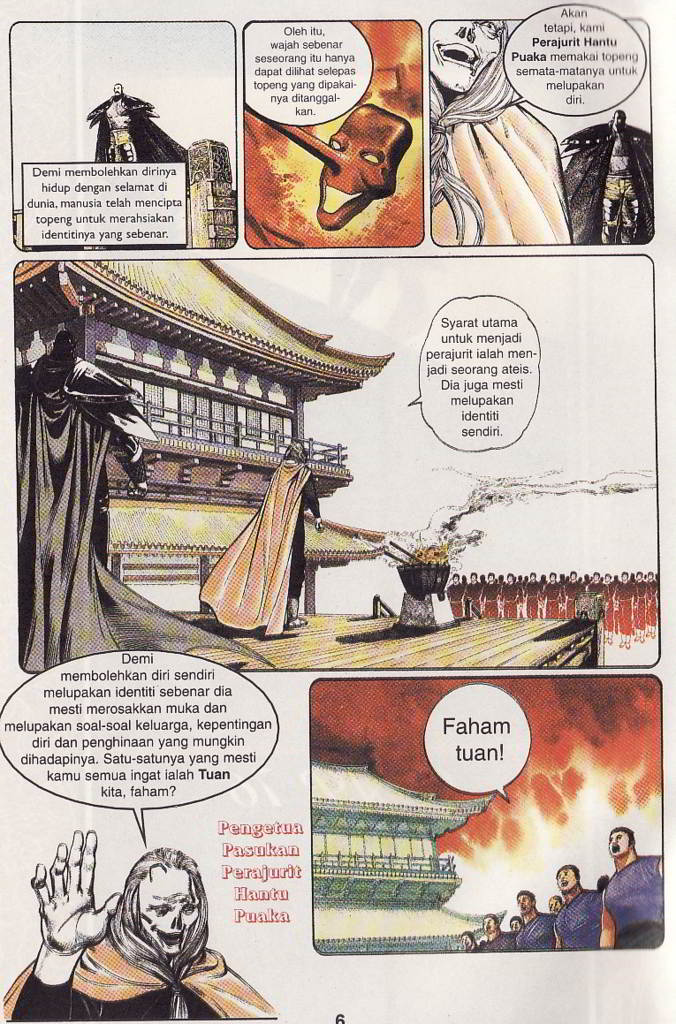 Demi membolehkan dirinya
hidup dengan selamat di
dunia, manusia telah mencipta
topeng untuk merahsiakan
identitinya yang sebenar.
Oleh itu,
wajah sebenar
seseorang itu hanya
dapat dilihat selepas
topeng yang dipakai-
nya ditanggal-
kan.
Akan
tetapi, kami
Perajurit Hantu
Puaka memakai topeng
semata-matanya untuk
melupakan
diri.
Syarat utama
untuk menjadi
perajurit ialah men-
jadi seorang ateis.
Dia juga mesti
melupakan
identiti
sendiri.
Demi
membolehkan diri sendiri
melupakan identiti sebenar dia
mesti merosakkan muka dan
melupakan soal-soal keluarga, kepentingan
diri dan penghinaan yang mungkin
dihadapinya. Satu-satunya yang mesti
kamu semua ingat ialah Tuan
kita, faham?
Pengetua
Pasukan
Perajurit
Hantu
Puaka
Faham
tuan!
6